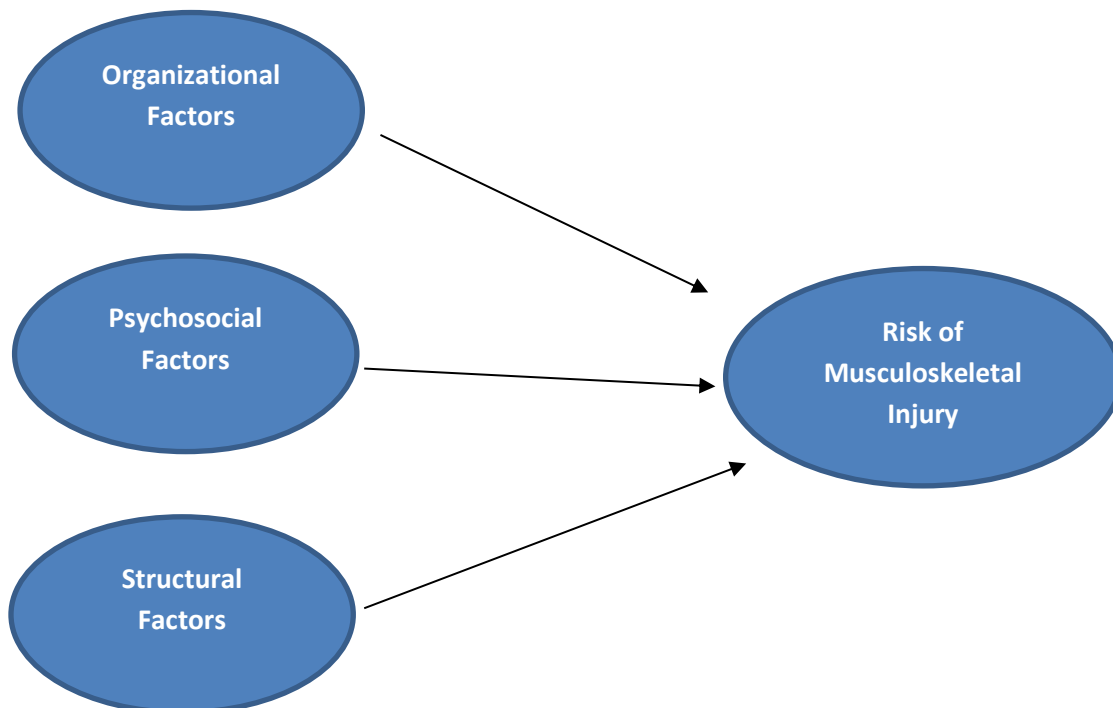 Organizational
Factors
Psychosocial
Factors
Risk of
Musculoskeletal
Injury
Structural
Factors